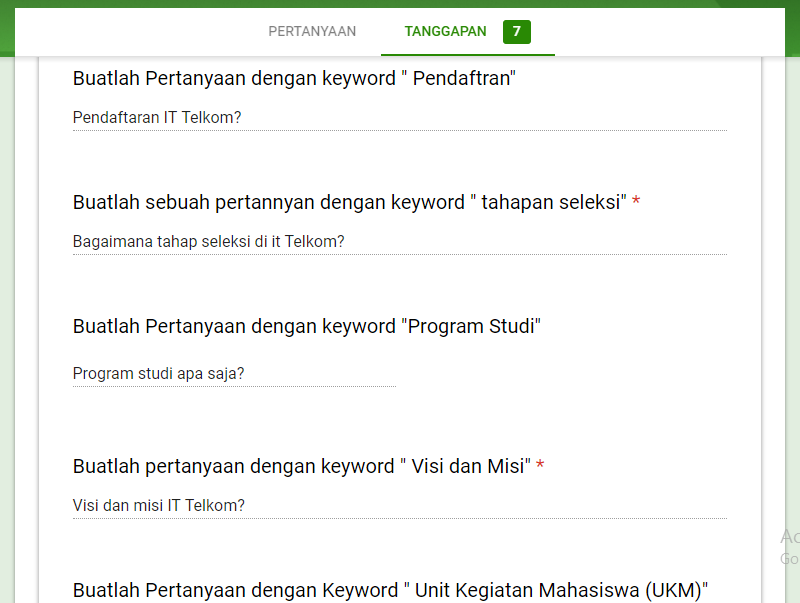 PERTANYAAN TANGGAPAN 7
Buatlah Pertanyaan dengan keyword " Pendaftran"
Pendaftaran IT Telkom?
Buatlah sebuah pertannyan dengan keyword " tahapan seleksi" *
Bagaimana tahap seleksi di it Telkom?
Buatlah Pertanyaan dengan keyword "Program Studi"
Program studi apa saja?
Buatlah pertanyaan dengan keyword " Visi dan Misi" *
Visi dan misi IT Telkom?
Ac
Go
Buatlah Pertanyaan dengan Keyword " Unit Kegiatan Mahasiswa (UKM)"